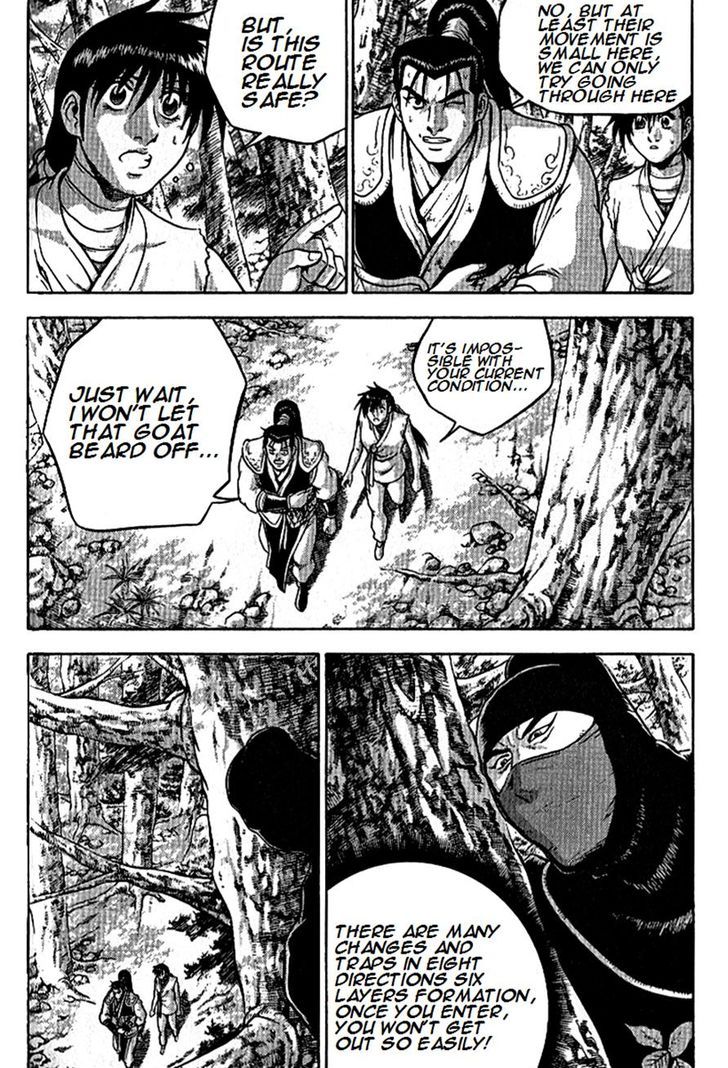 BUT,
IS THIS
ROUTE
REALLY
SAFE?
NO, BUT AT
LEAST THEIR
MOVEMENT IS
SMALL HERE,
WE CAN ONLY
TRY GOING
THROUGH HERE
JUST WAIT,
I WON'T LET
THAT GOAT
BEARD OFF...
IT'S IMPOS-
SIBLE WITH
YOUR CURRENT
CONDITION...
THERE ARE MANY
CHANGES AND
TRAPS IN EIGHT
DIRECTIONS SIX
LAYERS FORMATION,
ONCE YOU ENTER,
YOU WON'T GET
OUT SO EASILY!